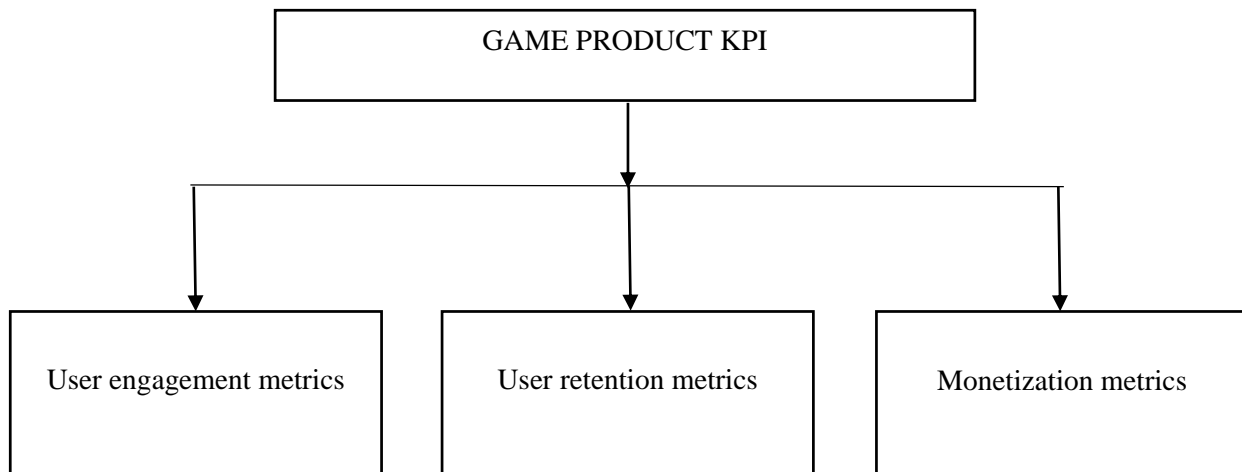 GAME PRODUCT KPI
User engagement metrics
User retention metrics
Monetization metrics